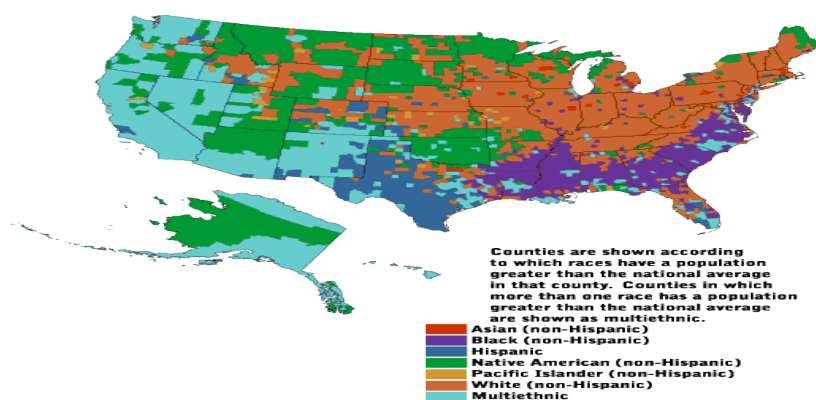 Counties are shown according
to which races have a population
greater than the national average
in that county. Counties in which
more than one race has a population
greater than the national average
are shown as multiethnic.
Asian (non-Hispanic)
Black (non-Hispanic)
Hispanic
Native American (non-Hispanic)
Pacific Islander (non-Hispanic)
White (non-Hispanic)
Multiethnic